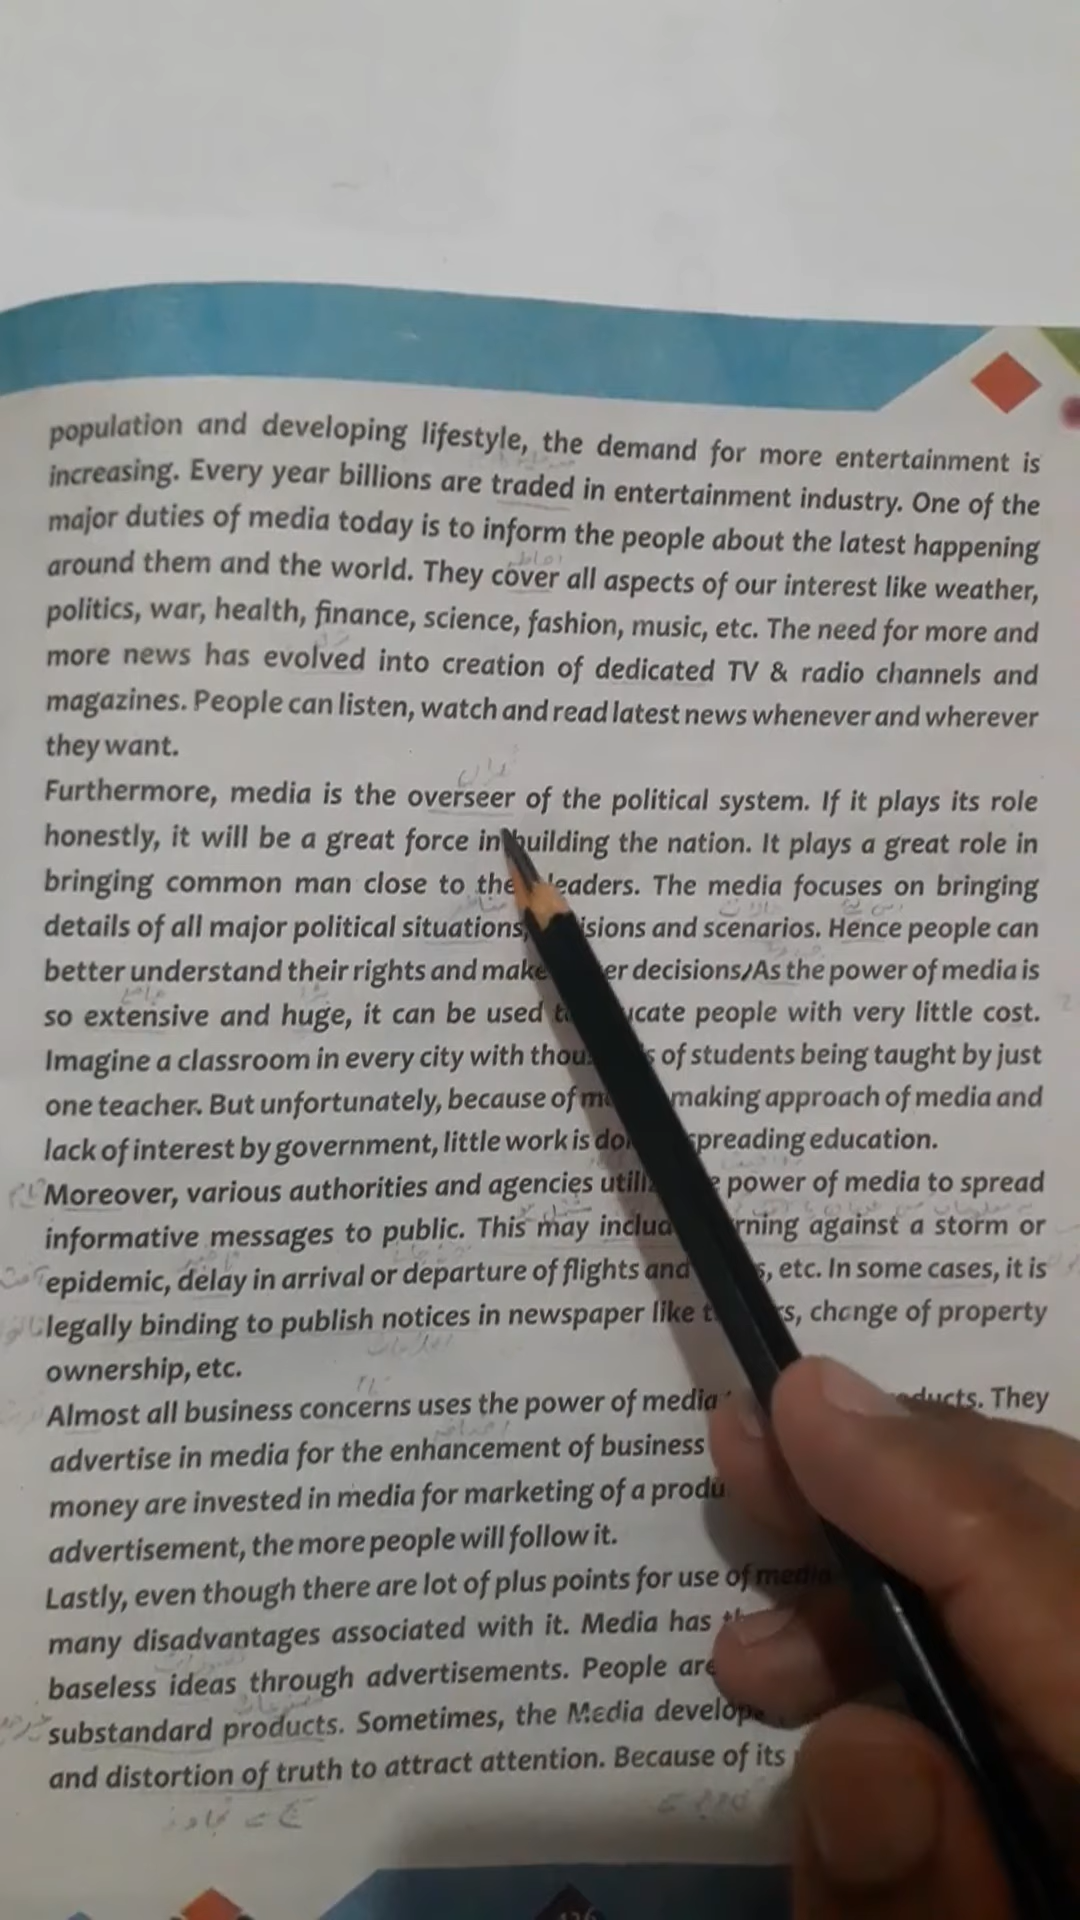 population and developing lifestyle, the demand for more entertainment is
increasing. Every year billions are traded in entertainment industry. One of the
major duties of media today is to inform the people about the latest happening
around them and the world. They cover all aspects of our interest like weather,
politics, war, health, finance, science, fashion, music, etc. The need for more and
more news has evolved into creation of dedicated TV & radio channels and
magazines. People can listen, watch and read latest news whenever and wherever
they want.
Furthermore, media is the overseer of the political system. If it plays its role
honestly, it will be a great force in building the nation. It plays a great role in
bringing common man close to the leaders. The media focuses on bringing
details of all major political situations, and scenarios. Hence people can
better understand their rights and make decisions. As the power of media is
so extensive and huge, it can be used people with very little cost.
Imagine a classroom in every city with of students being taught by just
one teacher. But unfortunately, because of making approach of media and
lack of interest by government, little work is spreading education.
Moreover, various authorities and agencies power of media to spread
informative messages to public. This may against a storm or
epidemic, delay in arrival or departure of flights and etc. In some cases, it is
legally binding to publish notices in newspaper like change of property
ownership, etc.
Almost all business concerns uses the power of media They
advertise in media for the enhancement of business
money are invested in media for marketing of a
advertisement, the more people will follow it.
Lastly, even though there are lot of plus points for use of media
many disadvantages associated with it. Media has
baseless ideas through advertisements. People are
substandard products. Sometimes, the Media
and distortion of truth to attract attention. Because of its